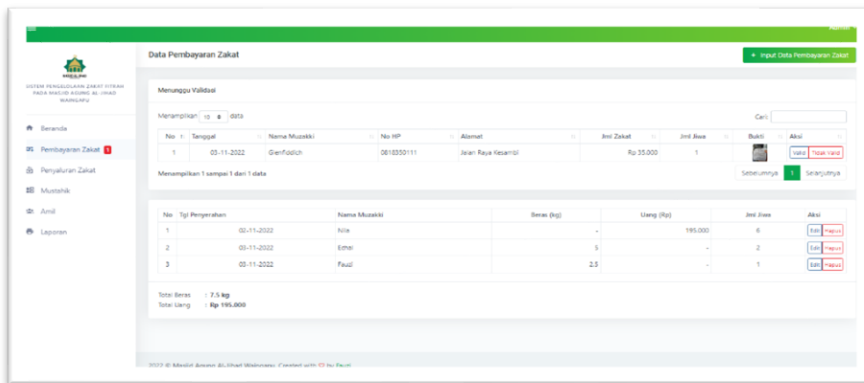 Data Pembayaran Zakat
+ Input Data Pembayaran Zakat
SISTEM PENGELOLAAN ZAKAT FITRAH
PADA MASJID AGUNG AL-JIHAD
WAINGAPU
Beranda
Pembayaran Zakat 1
Penyaluran Zakat
Mustahik
Amil
Laporan
Menunggu Validasi
Menampilkan 10 data
Cari:
No Tanggal Nama Muzakki No HP Alamat Jml Zakat Jml Jiwa Bukti Aksi
1 03-11-2022 Glenfiddich 0818550111 Jalan Raya Kesambi Rp 35.000 1 Valid Tidak Valid
Menampilkan 1 sampai 1 dari 1 data
Sebelumnya 1 Selanjutnya
No Tgl Penyerahan Nama Muzakki Beras (kg) Uang (Rp) Jml Jiwa Aksi
1 02-11-2022 Nila - 195.000 6 Edit Hapus
2 03-11-2022 5 - 2 Edit Hapus
3 03-11-2022 Fauzi 2.5 - 1 Edit Hapus
Total Beras : 7.5 kg
Total Uang : Rp 195.000
2022 © Masjid Agung Al-Jihad Waingapu. Created with by Fauzi